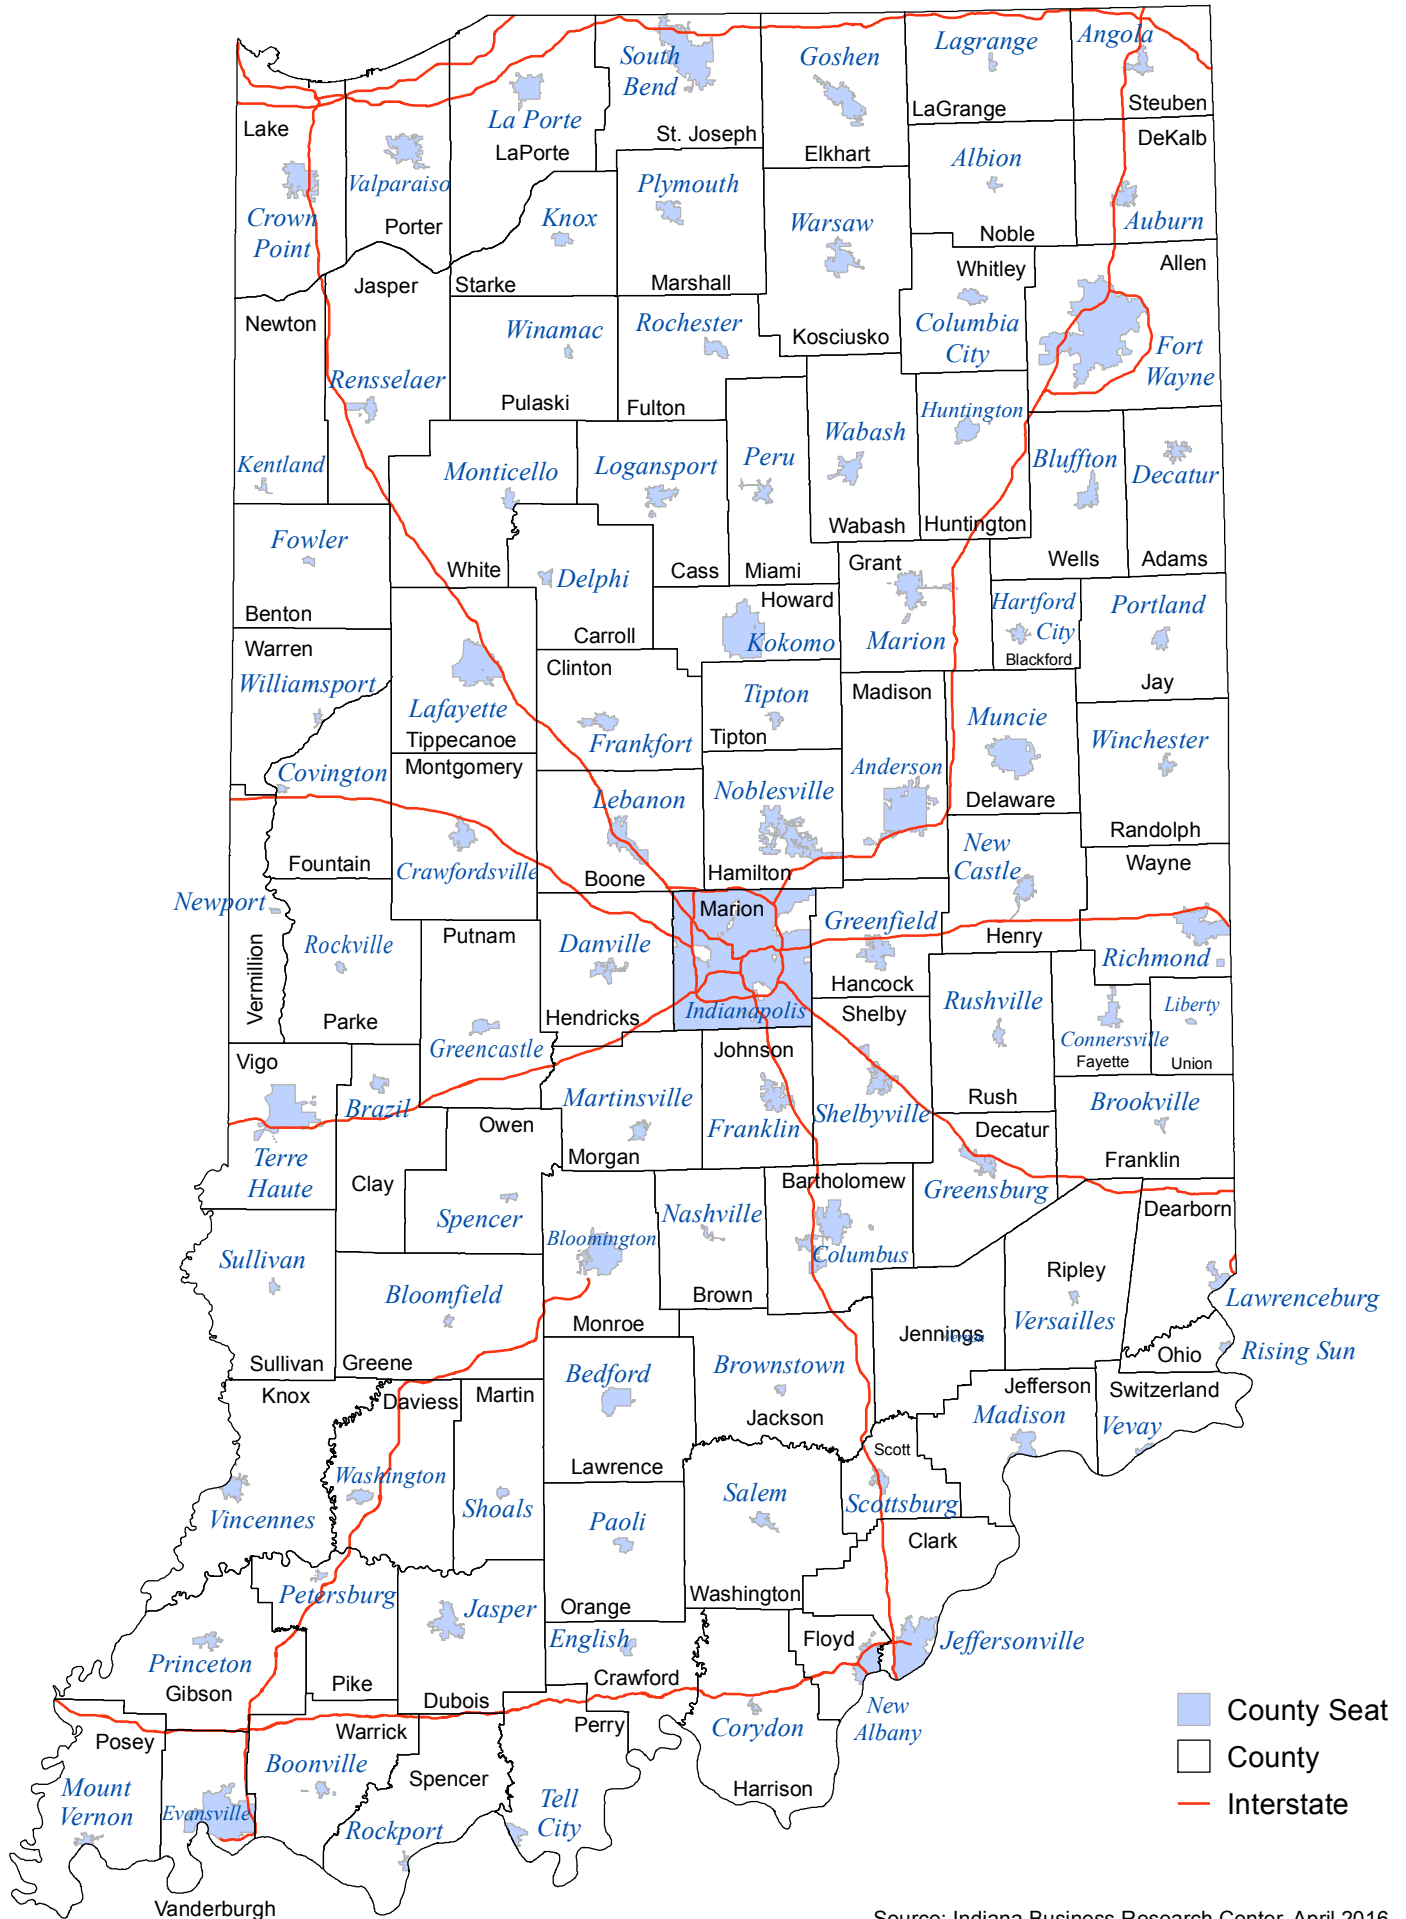 South
Bend
St. Joseph
Goshen
Elkhart
Lagrange
LaGrange
Angola
Steuben
Lake
Crown
Point
Valparaiso
Porter
La Porte
LaPorte
Plymouth
Marshall
Knox
Starke
Warsaw
Kosciusko
Albion
Noble
DeKalb
Auburn
Whitley
Columbia
City
Allen
Fort
Wayne
Newton
Kentland
Jasper
Rensselaer
Winamac
Pulaski
Rochester
Fulton
Monticello
White
Logansport
Cass
Peru
Miami
Wabash
Wabash
Huntington
Huntington
Bluffton
Wells
Decatur
Adams
Fowler
Benton
Delphi
Carroll
Howard
Kokomo
Grant
Marion
Hartford
City
Blackford
Portland
Jay
Warren
Williamsport
Lafayette
Tippecanoe
Clinton
Frankfort
Tipton
Tipton
Madison
Anderson
Muncie
Delaware
Winchester
Randolph
Covington
Fountain
Montgomery
Crawfordsville
Lebanon
Boone
Noblesville
Hamilton
New
Castle
Henry
Wayne
Richmond
Newport
Vermillion
Rockville
Parke
Putnam
Greencastle
Danville
Hendricks
Marion
Indianapolis
Greenfield
Hancock
Shelby
Shelbyville
Rushville
Rush
Connersville
Fayette
Liberty
Union
Vigo
Terre
Haute
Brazil
Clay
Owen
Spencer
Martinsville
Morgan
Johnson
Franklin
Decatur
Greensburg
Brookville
Franklin
Sullivan
Sullivan
Bloomfield
Greene
Bloomington
Monroe
Nashville
Brown
Bartholomew
Columbus
Jennings
Ripley
Versailles
Dearborn
Lawrenceburg
Ohio
Rising Sun
Knox
Vincennes
Daviess
Washington
Martin
Shoals
Bedford
Lawrence
Brownstown
Jackson
Jefferson
Madison
Switzerland
Vevay
Scott
Scottsburg
Salem
Washington
Paoli
Orange
Clark
Jeffersonville
Petersburg
Pike
Jasper
Dubois
Princeton
Gibson
English
Crawford
Floyd
New
Albany
Corydon
Harrison
Posey
Mount
Vernon
Evansville
Vanderburgh
Warrick
Boonville
Spencer
Rockport
Perry
Tell
City
County Seat
County
Interstate
Source: Indiana Business Research Center, April 2016